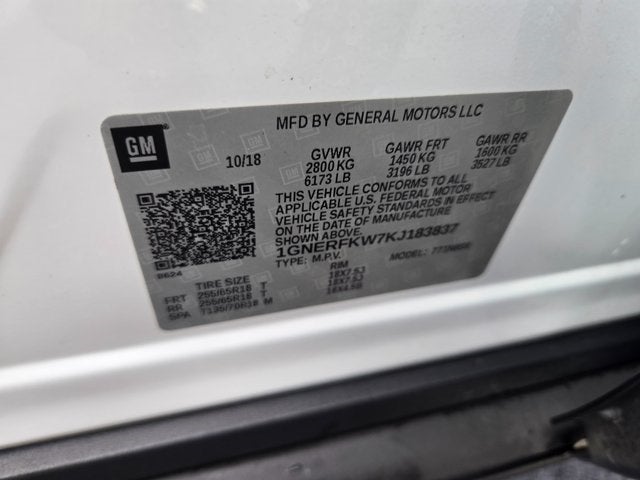 MFD BY GENERAL MOTORS LLC
GM
10/18
GVWR GAWR FRT GAWR RR
2800 KG 1450 KG 1600 KG
6173 LB 3196 LB 3527 LB
THIS VEHICLE CONFORMS TO ALL
APPLICABLE U.S. FEDERAL MOTOR
VEHICLE SAFETY STANDARDS IN EFFECT
ON THE DATE OF MANUFACTURE
SHOWN ABOVE.
1GNERFKW7KJ183837
TYPE: M.P.V. MODEL:
8624
TIRE SIZE RIM
FRT 255/65R18 T 18X7.5J
RR 255/65R18 T 18X7.5J
SPA T135/70R18 M 18X4.5B